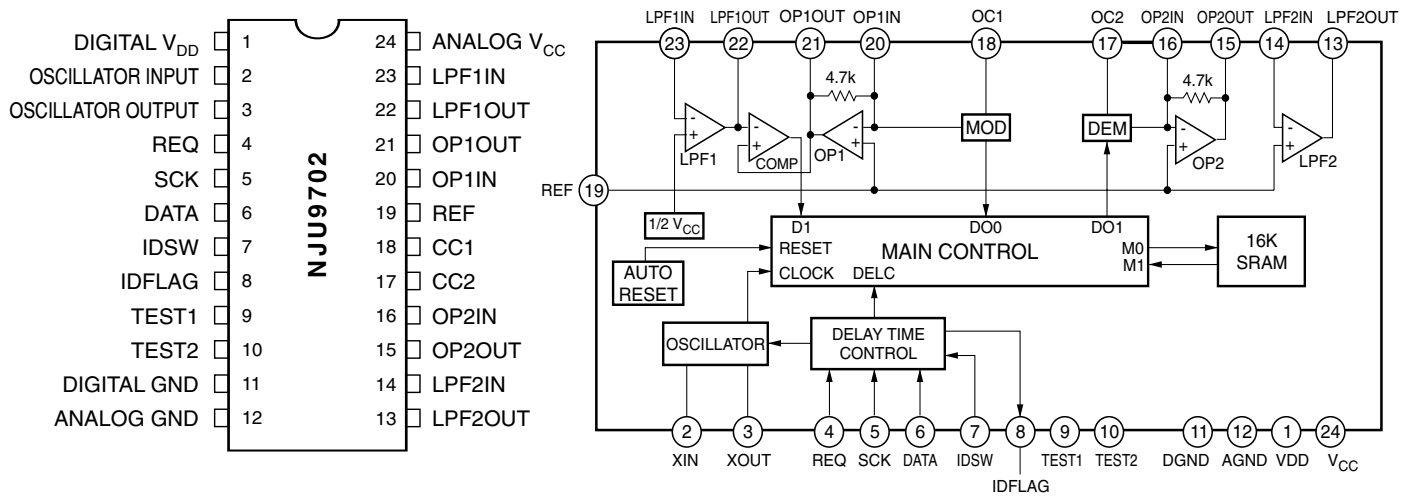 DIGITAL VDD 1
OSCILLATOR INPUT 2
OSCILLATOR OUTPUT 3
REQ 4
SCK 5
DATA 6
IDSW 7
IDFLAG 8
TEST1 9
TEST2 10
DIGITAL GND 11
ANALOG GND 12
NJU9702
24 ANALOG VCC
23 LPF1IN
22 LPF1OUT
21 OP1OUT
20 OP1IN
19 REF
18 CC1
17 CC2
16 OP2IN
15 OP2OUT
14 LPF2IN
13 LPF2OUT
LPF1IN LPF1OUT OP1OUT OP1IN OC1 OC2 OP2IN OP2OUT LPF2IN LPF2OUT
23 22 21 20 18 17 16 15 14 13
4.7k 4.7k
- + - + - + MOD DEM - + - +
LPF1 COMP OP1 OP2 LPF2
REF 19
1/2 VCC
D1 DO0 DO1
RESET MAIN CONTROL M0
CLOCK DELC M1
16K
SRAM
AUTO
RESET
OSCILLATOR
DELAY TIME
CONTROL
2 3 4 5 6 7 8 9 10 11 12 1 24
XIN XOUT REQ SCK DATA IDSW TEST1 TEST2 DGND AGND VDD VCC
IDFLAG